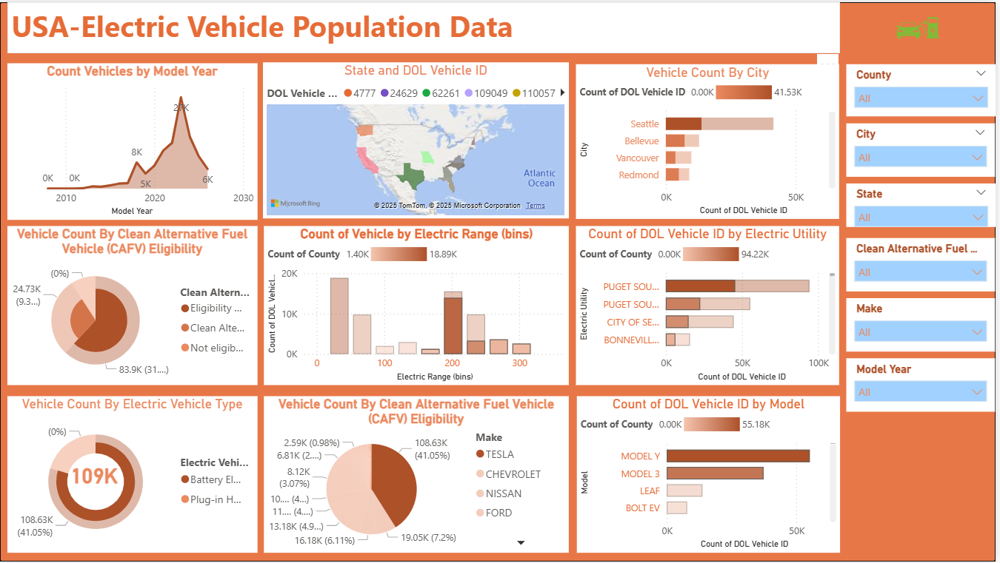 USA-Electric Vehicle Population Data
Count Vehicles by Model Year
27K
8K
0K
0K
5K
6K
2010
2020
2030
Model Year
State and DOL Vehicle ID
DOL Vehicle ... 4777 24629 62261 109049 110057
Atlantic
Ocean
Microsoft Bing
© 2025 TomTom, © 2025 Microsoft Corporation Terms
Vehicle Count By City
Count of DOL Vehicle ID 0.00K 41.53K
City
Seattle
Bellevue
Vancouver
Redmond
0K
50K
Count of DOL Vehicle ID
County
All
City
All
State
All
Clean Alternative Fuel ...
All
Make
All
Model Year
All
Vehicle Count By Clean Alternative Fuel
Vehicle (CAFV) Eligibility
(0%)
24.73K
(9.3...)
83.9K (31....)
Clean Altern...
Eligibility ...
Clean Alte...
Not eligib...
Count of Vehicle by Electric Range (bins)
Count of County 1.40K 18.89K
Count of DOL Vehicl...
20K
10K
0K
0
100
200
300
Electric Range (bins)
Count of DOL Vehicle ID by Electric Utility
Count of County 0.00K 94.22K
Electric Utility
PUGET SOU...
PUGET SOU...
CITY OF SE...
BONNEVILL...
0K
50K
100K
Count of DOL Vehicle ID
Vehicle Count By Electric Vehicle Type
(0%)
109K
108.63K
(41.05%)
Electric Vehi...
Battery El...
Plug-in H...
Vehicle Count By Clean Alternative Fuel Vehicle
(CAFV) Eligibility
2.59K (0.98%)
6.81K (2....)
8.12K
(3.07%)
10.... (4...)
11.... (4....)
13.18K (4.9...)
16.18K (6.11%)
19.05K (7.2%)
108.63K
(41.05%)
Make
TESLA
CHEVROLET
NISSAN
FORD
Count of DOL Vehicle ID by Model
Count of County 0.00K 55.18K
Model
MODEL Y
MODEL 3
LEAF
BOLT EV
0K
50K
Count of DOL Vehicle ID